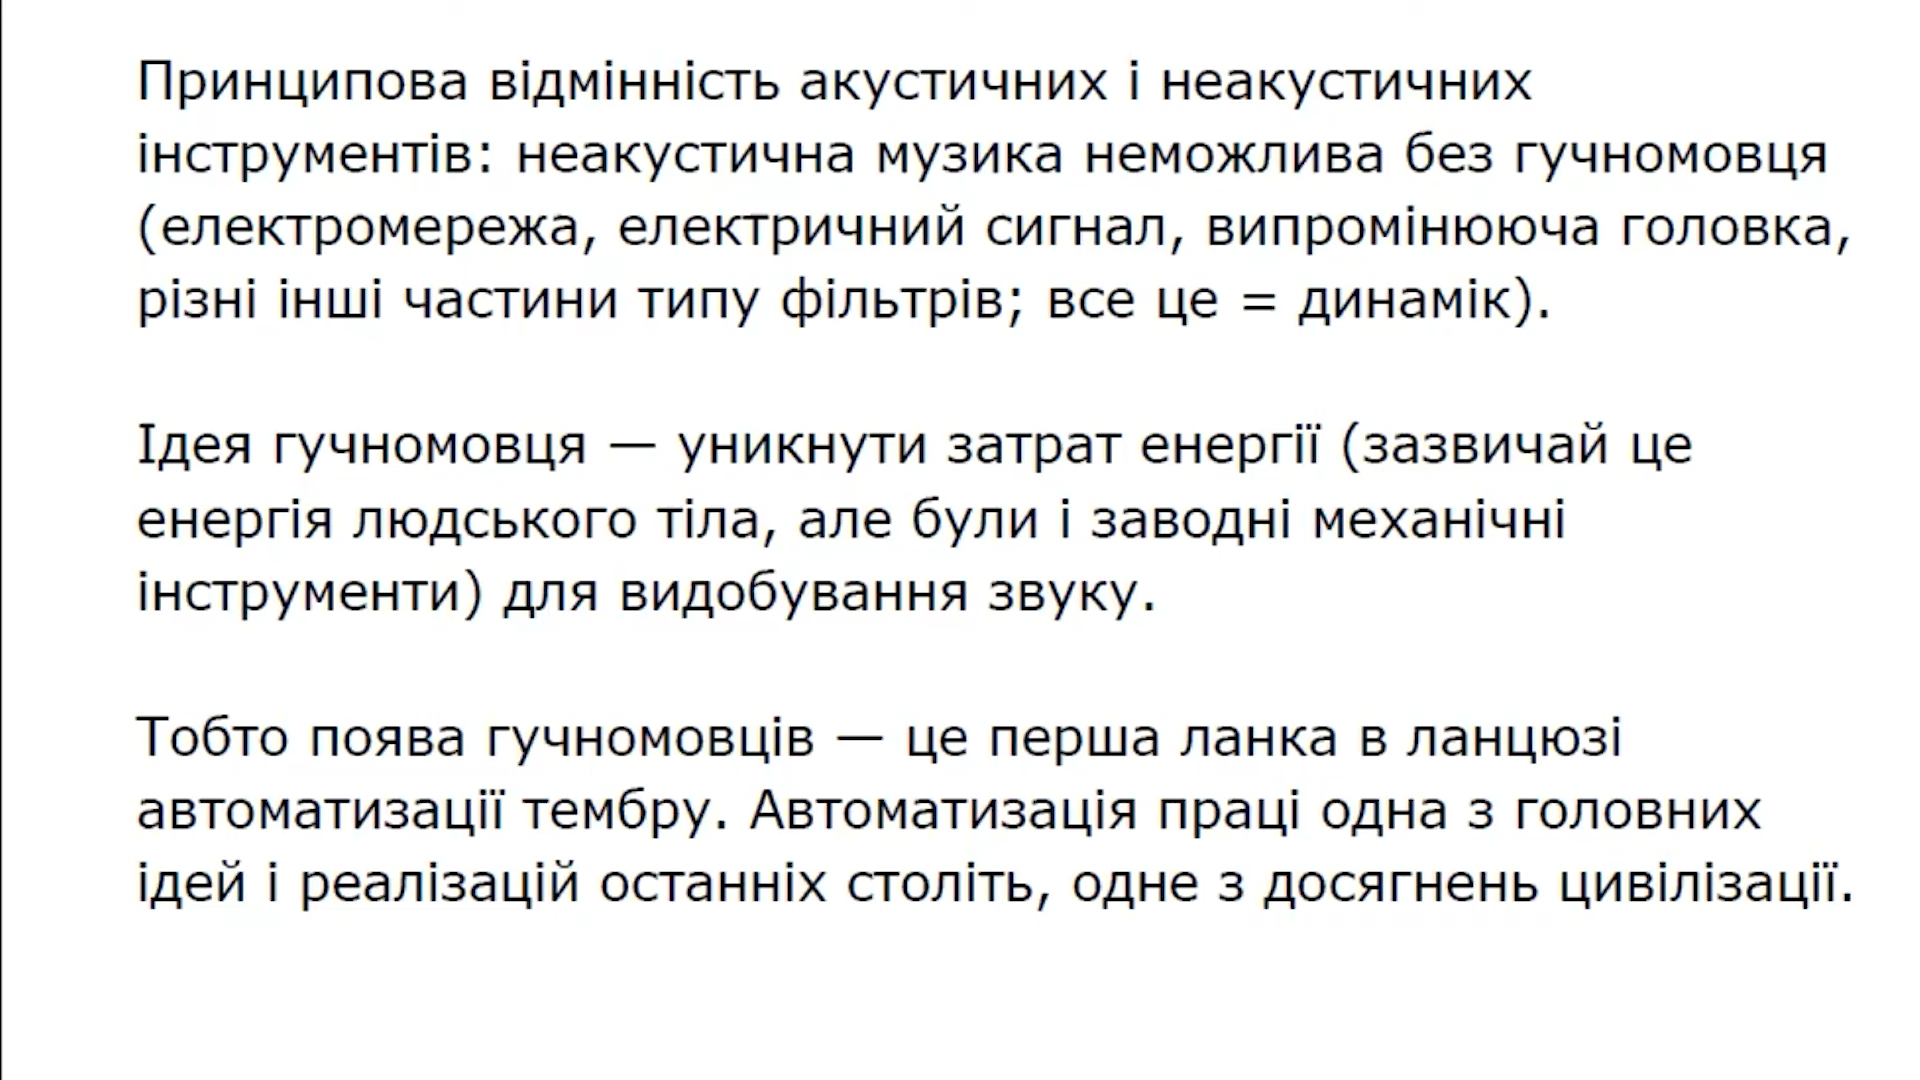 Принципова відмінність акустичних і неакустичних
інструментів: неакустична музика неможлива без гучномовця
(електромережа, електричний сигнал, випромінююча головка,
різні інші частини типу фільтрів; все це = динамік).
Ідея гучномовця — уникнути затрат енергії (зазвичай це
енергія людського тіла, але були і заводні механічні
інструменти) для видобування звуку.
Тобто поява гучномовців — це перша ланка в ланцюзі
автоматизації тембру. Автоматизація праці одна з головних
ідей і реалізацій останніх століть, одне з досягнень цивілізації.